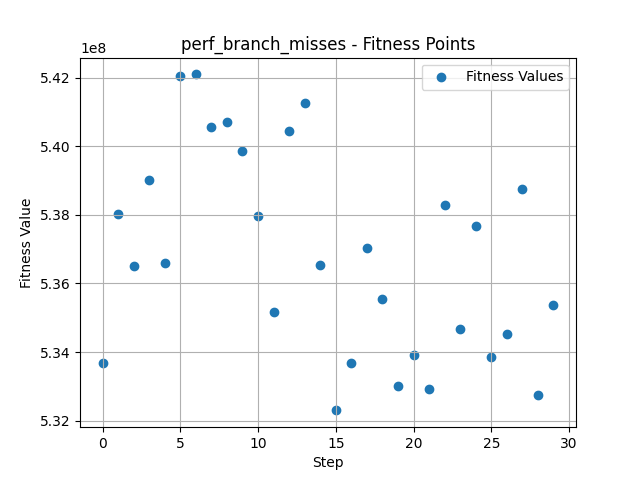 perf_branch_misses - Fitness Points
1e8
Fitness Values
5.42
5.40
5.38
5.36
5.34
5.32
Fitness Value
0 5 10 15 20 25 30
Step